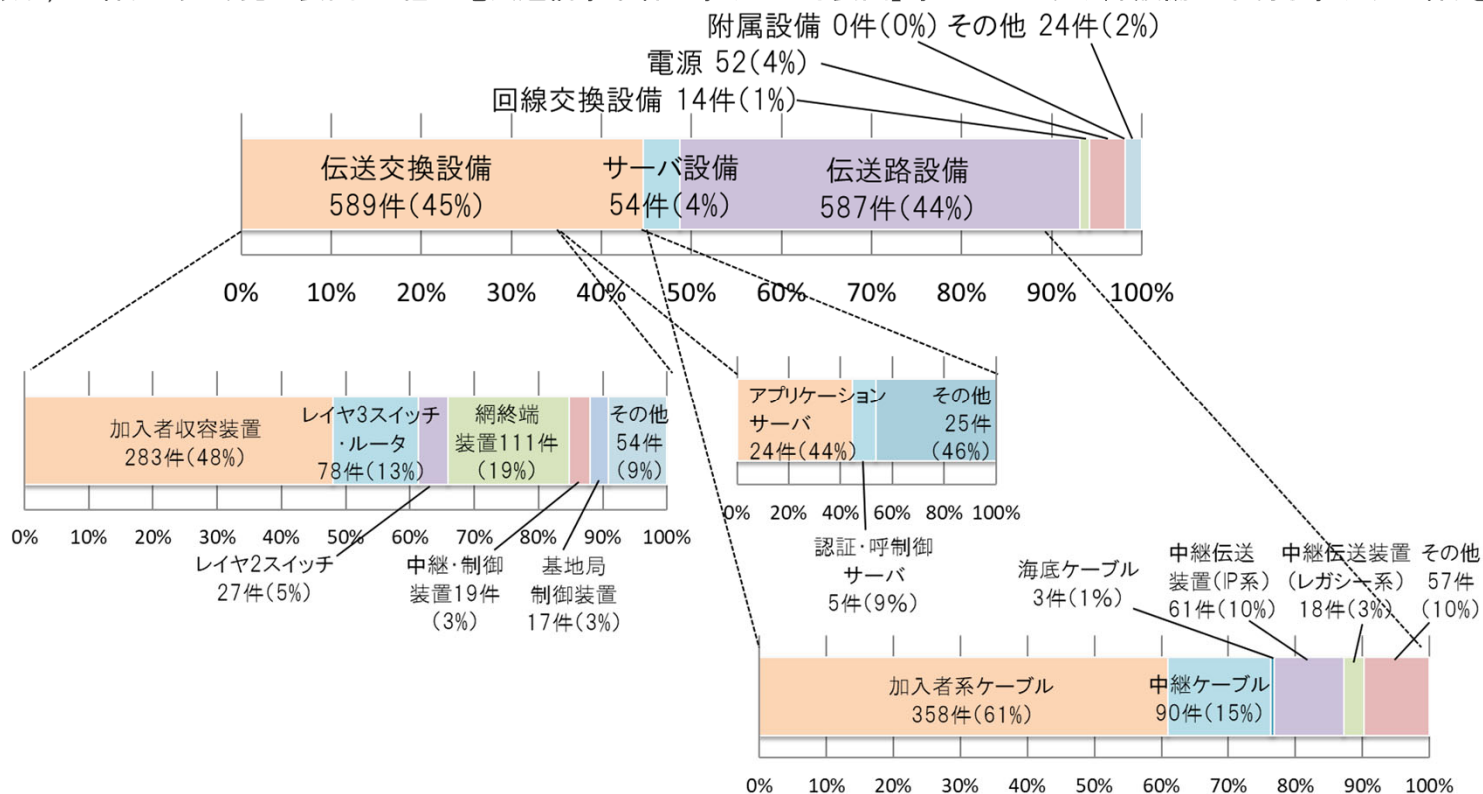 附属設備 0件(0%) その他 24件(2%)
電源 52(4%)
回線交換設備 14件(1%)
伝送交換設備
589件(45%)
サーバ設備
54件(4%)
伝送路設備
587件(44%)
0% 10% 20% 30% 40% 50% 60% 70% 80% 90% 100%
加入者収容装置
283件(48%)
レイヤ3スイッチ
・ルータ
78件(13%)
網終端
装置111件
(19%)
その他
54件
(9%)
0% 10% 20% 30% 40% 50% 60% 70% 80% 90% 100%
レイヤ2スイッチ
27件(5%)
中継・制御
装置19件
(3%)
基地局
制御装置
17件(3%)
アプリケーション
サーバ
24件(44%)
その他
25件
(46%)
0% 20% 40% 60% 80% 100%
認証・呼制御
サーバ
5件(9%)
海底ケーブル
3件(1%)
中継伝送
装置(IP系)
61件(10%)
中継伝送装置
(レガシー系)
18件(3%)
その他
57件
(10%)
加入者系ケーブル
358件(61%)
中継ケーブル
90件(15%)
0% 10% 20% 30% 40% 50% 60% 70% 80% 90% 100%